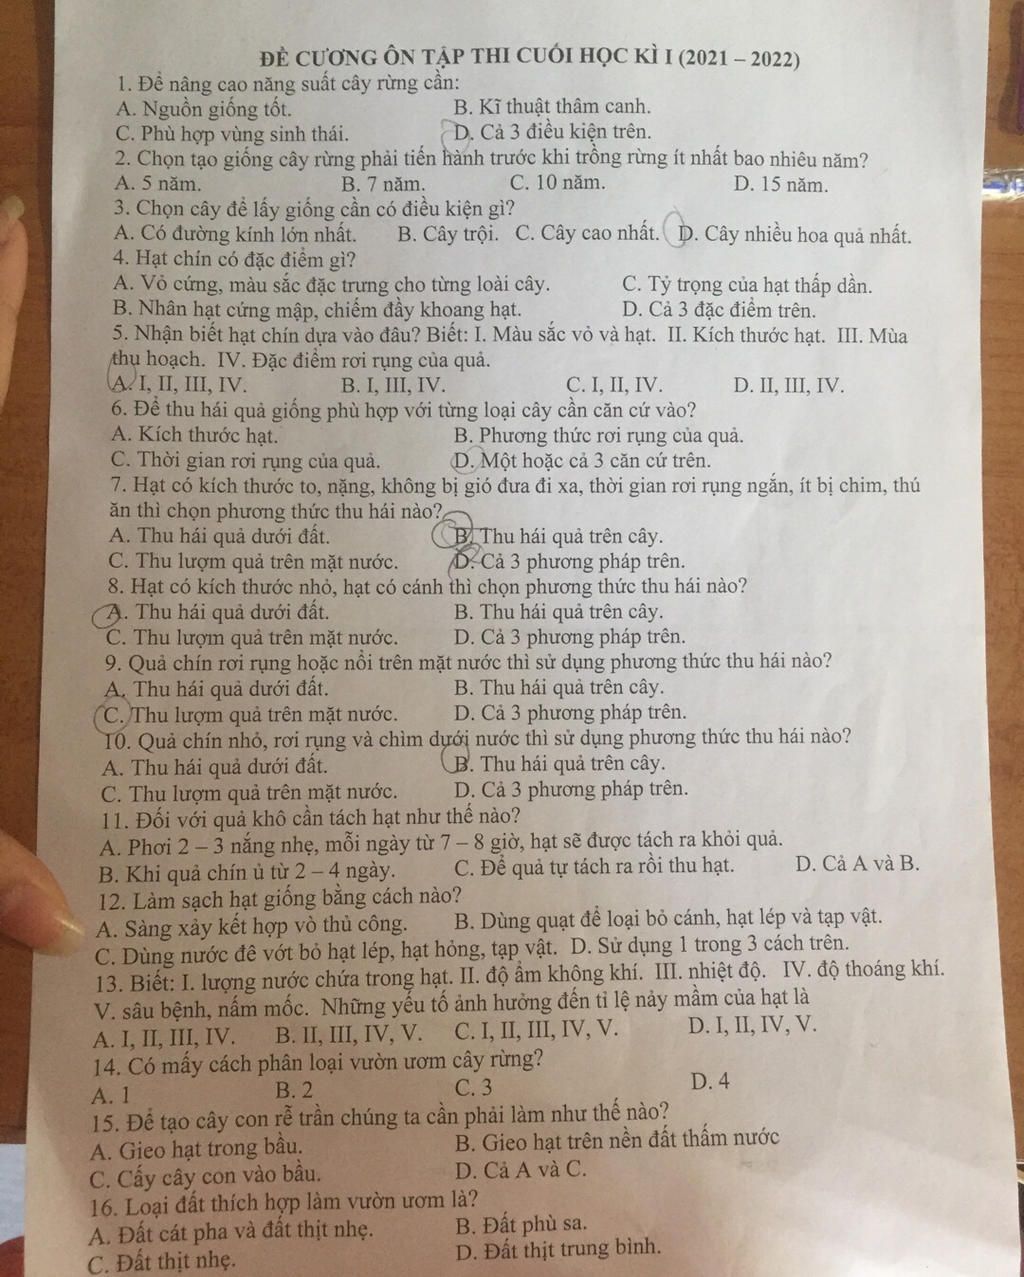 ĐỀ CƯƠNG ÔN TẬP THI CUỐI HỌC KÌ I (2021 – 2022)
1. Để nâng cao năng suất cây rừng cần:
A. Nguồn giống tốt. B. Kĩ thuật thâm canh.
C. Phù hợp vùng sinh thái. D. Cả 3 điều kiện trên.
2. Chọn tạo giống cây rừng phải tiến hành trước khi trồng rừng ít nhất bao nhiêu năm?
A. 5 năm. B. 7 năm. C. 10 năm. D. 15 năm.
3. Chọn cây để lấy giống cần có điều kiện gì?
A. Có đường kính lớn nhất. B. Cây trội. C. Cây cao nhất. D. Cây nhiều hoa quả nhất.
4. Hạt chín có đặc điểm gì?
A. Vỏ cứng, màu sắc đặc trưng cho từng loài cây. C. Tỷ trọng của hạt thấp dần.
B. Nhân hạt cứng mập, chiếm đầy khoang hạt. D. Cả 3 đặc điểm trên.
5. Nhận biết hạt chín dựa vào đâu? Biết: I. Màu sắc vỏ và hạt. II. Kích thước hạt. III. Mùa
thu hoạch. IV. Đặc điểm rơi rụng của quả.
A. I, II, III, IV. B. I, III, IV. C. I, II, IV. D. II, III, IV.
6. Để thu hái quả giống phù hợp với từng loại cây cần căn cứ vào?
A. Kích thước hạt. B. Phương thức rơi rụng của quả.
C. Thời gian rơi rụng của quả. D. Một hoặc cả 3 căn cứ trên.
7. Hạt có kích thước to, nặng, không bị gió đưa đi xa, thời gian rơi rụng ngắn, ít bị chim, thú
ăn thì chọn phương thức thu hái nào?
A. Thu hái quả dưới đất. B. Thu hái quả trên cây.
C. Thu lượm quả trên mặt nước. D. Cả 3 phương pháp trên.
8. Hạt có kích thước nhỏ, hạt có cánh thì chọn phương thức thu hái nào?
A. Thu hái quả dưới đất. B. Thu hái quả trên cây.
C. Thu lượm quả trên mặt nước. D. Cả 3 phương pháp trên.
9. Quả chín rơi rụng hoặc nổi trên mặt nước thì sử dụng phương thức thu hái nào?
A. Thu hái quả dưới đất. B. Thu hái quả trên cây.
C. Thu lượm quả trên mặt nước. D. Cả 3 phương pháp trên.
10. Quả chín nhỏ, rơi rụng và chìm dưới nước thì sử dụng phương thức thu hái nào?
A. Thu hái quả dưới đất. B. Thu hái quả trên cây.
C. Thu lượm quả trên mặt nước. D. Cả 3 phương pháp trên.
11. Đối với quả khô cần tách hạt như thế nào?
A. Phơi 2 – 3 nắng nhẹ, mỗi ngày từ 7 – 8 giờ, hạt sẽ được tách ra khỏi quả.
B. Khi quả chín ủ từ 2 – 4 ngày. C. Để quả tự tách ra rồi thu hạt. D. Cả A và B.
12. Làm sạch hạt giống bằng cách nào?
A. Sàng xảy kết hợp vò thủ công. B. Dùng quạt để loại bỏ cánh, hạt lép và tạp vật.
C. Dùng nước đê vớt bỏ hạt lép, hạt hỏng, tạp vật. D. Sử dụng 1 trong 3 cách trên.
13. Biết: I. lượng nước chứa trong hạt. II. độ ẩm không khí. III. nhiệt độ. IV. độ thoáng khí.
V. sâu bệnh, nấm mốc. Những yếu tố ảnh hưởng đến tỉ lệ nảy mầm của hạt là
A. I, II, III, IV. B. II, III, IV, V. C. I, II, III, IV, V. D. I, II, IV, V.
14. Có mấy cách phân loại vườn ươm cây rừng?
A. 1 B. 2 C. 3 D. 4
15. Để tạo cây con rễ trần chúng ta cần phải làm như thế nào?
A. Gieo hạt trong bầu. B. Gieo hạt trên nền đất thấm nước
C. Cấy cây con vào bầu. D. Cả A và C.
16. Loại đất thích hợp làm vườn ươm là?
A. Đất cát pha và đất thịt nhẹ. B. Đất phù sa.
C. Đất thịt nhẹ. D. Đất thịt trung bình.